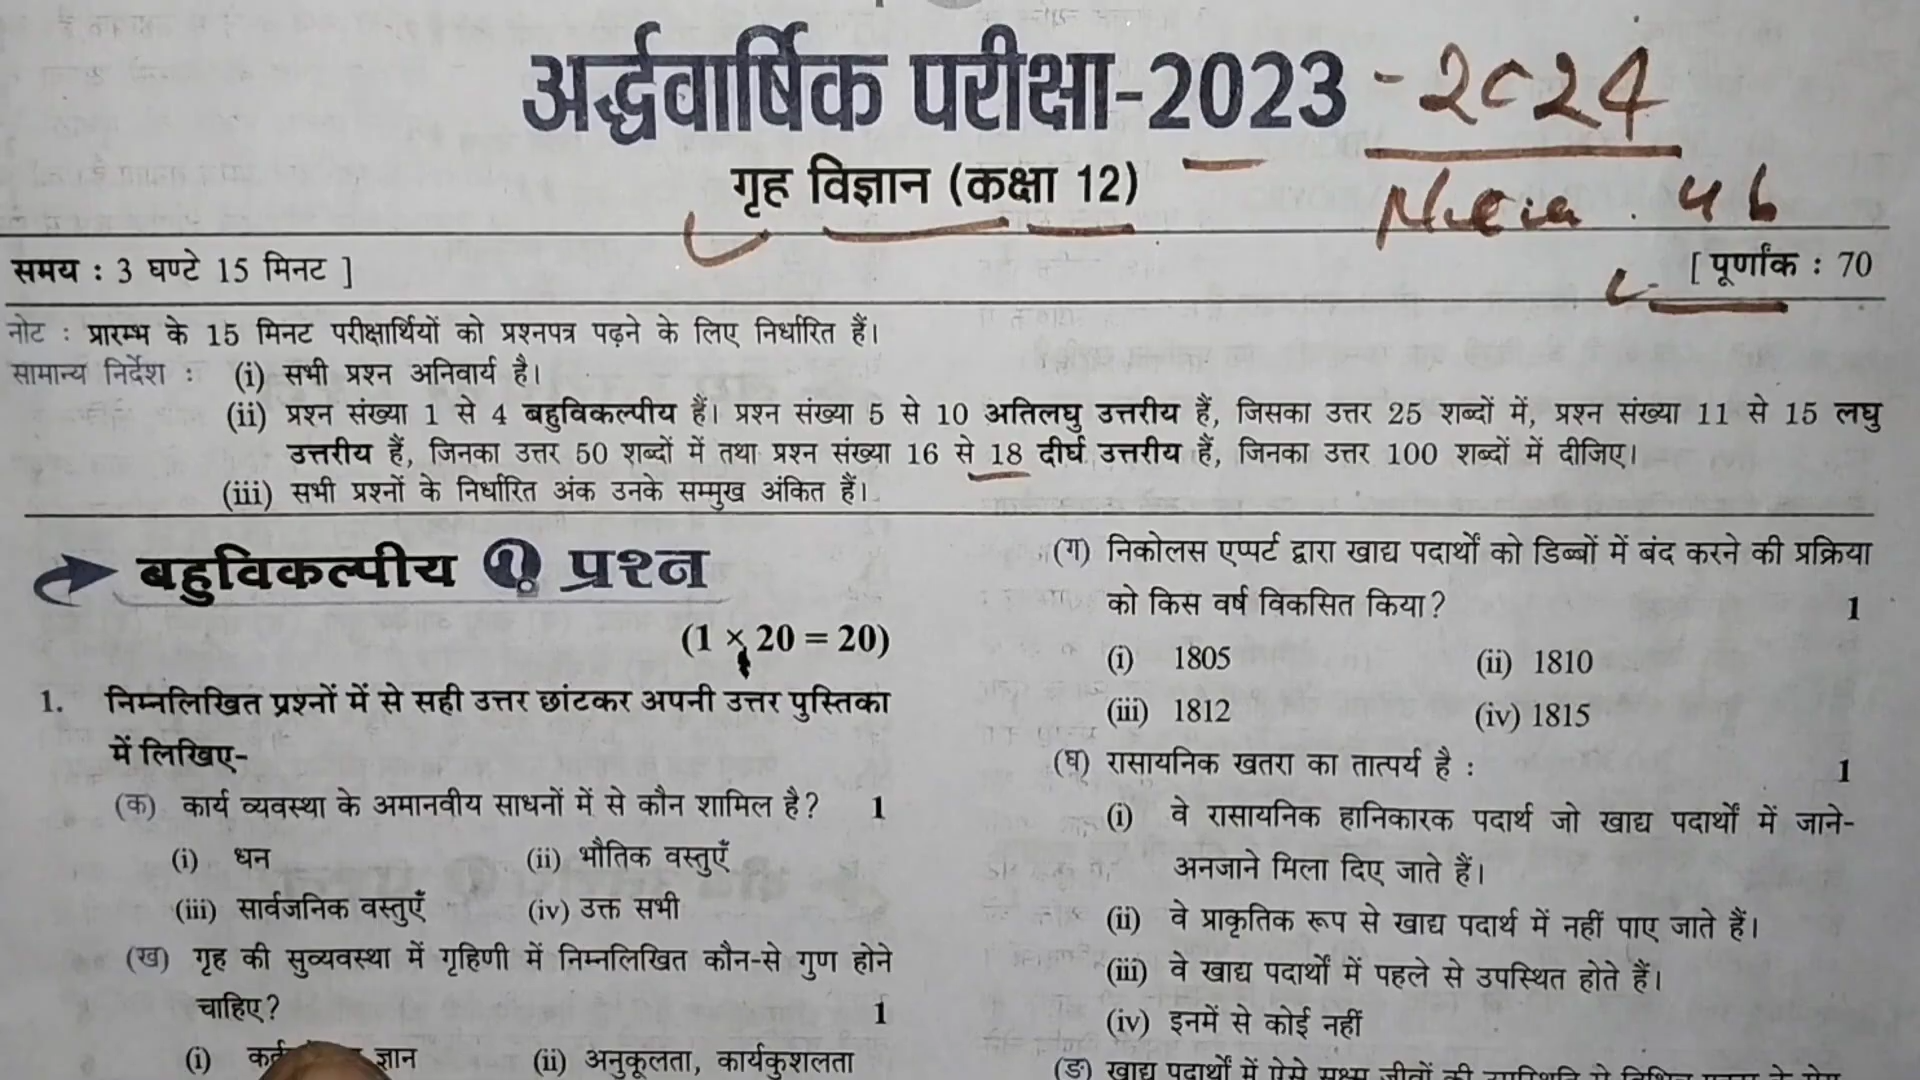 अर्द्धवार्षिक परीक्षा-2023 - 2024
गृह विज्ञान (कक्षा 12)
समय : 3 घण्टे 15 मिनट ]
[ पूर्णांक : 70
नोट : प्रारम्भ के 15 मिनट परीक्षार्थियों को प्रश्नपत्र पढ़ने के लिए निर्धारित हैं।
सामान्य निर्देश : (i) सभी प्रश्न अनिवार्य है।
(ii) प्रश्न संख्या 1 से 4 बहुविकल्पीय हैं। प्रश्न संख्या 5 से 10 अतिलघु उत्तरीय हैं, जिसका उत्तर 25 शब्दों में, प्रश्न संख्या 11 से 15 लघु
उत्तरीय हैं, जिनका उत्तर 50 शब्दों में तथा प्रश्न संख्या 16 से 18 दीर्घ उत्तरीय हैं, जिनका उत्तर 100 शब्दों में दीजिए।
(iii) सभी प्रश्नों के निर्धारित अंक उनके सम्मुख अंकित हैं।
बहुविकल्पीय ? प्रश्न
(1 × 20 = 20)
1. निम्नलिखित प्रश्नों में से सही उत्तर छांटकर अपनी उत्तर पुस्तिका
में लिखिए-
(क) कार्य व्यवस्था के अमानवीय साधनों में से कौन शामिल है? 1
(i) धन (ii) भौतिक वस्तुएँ
(iii) सार्वजनिक वस्तुएँ (iv) उक्त सभी
(ख) गृह की सुव्यवस्था में गृहिणी में निम्नलिखित कौन-से गुण होने
चाहिए? 1
(i) ज्ञान (ii) अनुकूलता, कार्यकुशलता
(ग) निकोलस एप्पर्ट द्वारा खाद्य पदार्थों को डिब्बों में बंद करने की प्रक्रिया
को किस वर्ष विकसित किया? 1
(i) 1805 (ii) 1810
(iii) 1812 (iv) 1815
(घ) रासायनिक खतरा का तात्पर्य है : 1
(i) वे रासायनिक हानिकारक पदार्थ जो खाद्य पदार्थों में जाने-
अनजाने मिला दिए जाते हैं।
(ii) वे प्राकृतिक रूप से खाद्य पदार्थ में नहीं पाए जाते हैं।
(iii) वे खाद्य पदार्थों में पहले से उपस्थित होते हैं।
(iv) इनमें से कोई नहीं
(ङ) खाद्य पदार्थों में ऐसे सूक्ष्म जीवों की